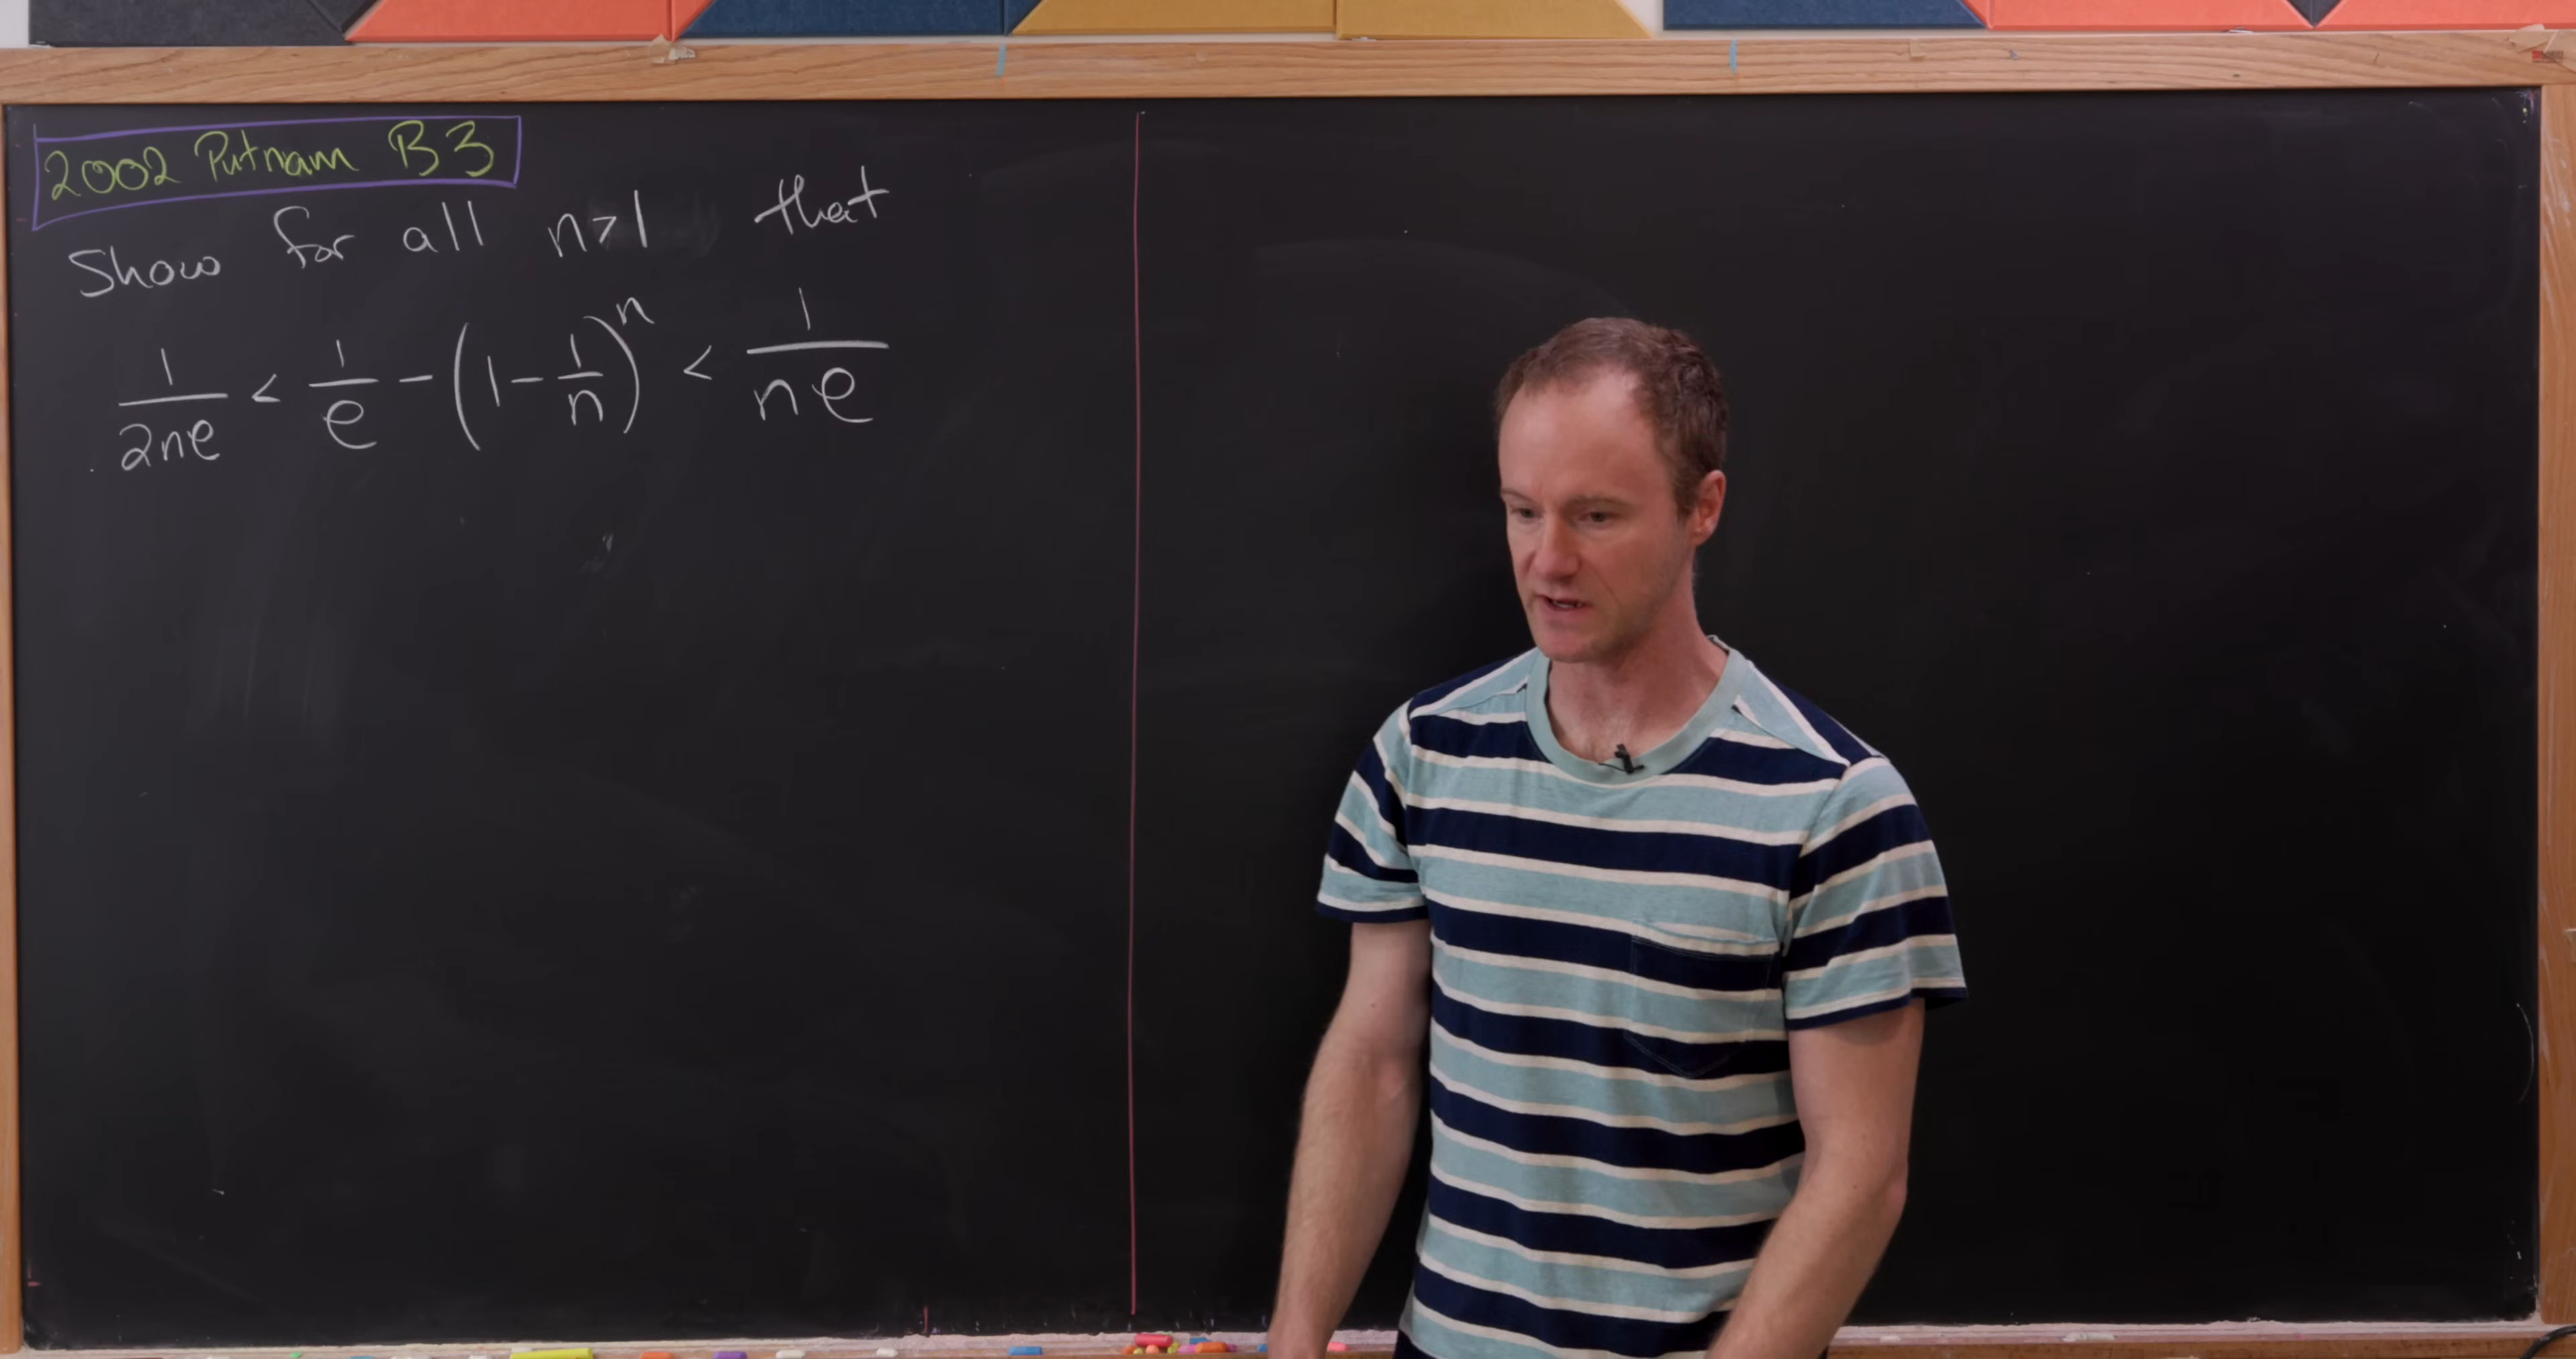 2002 Putnam B3
Show for all n>1 that
1/(2ne) < 1/e - (1 - 1/n)^n < 1/(ne)